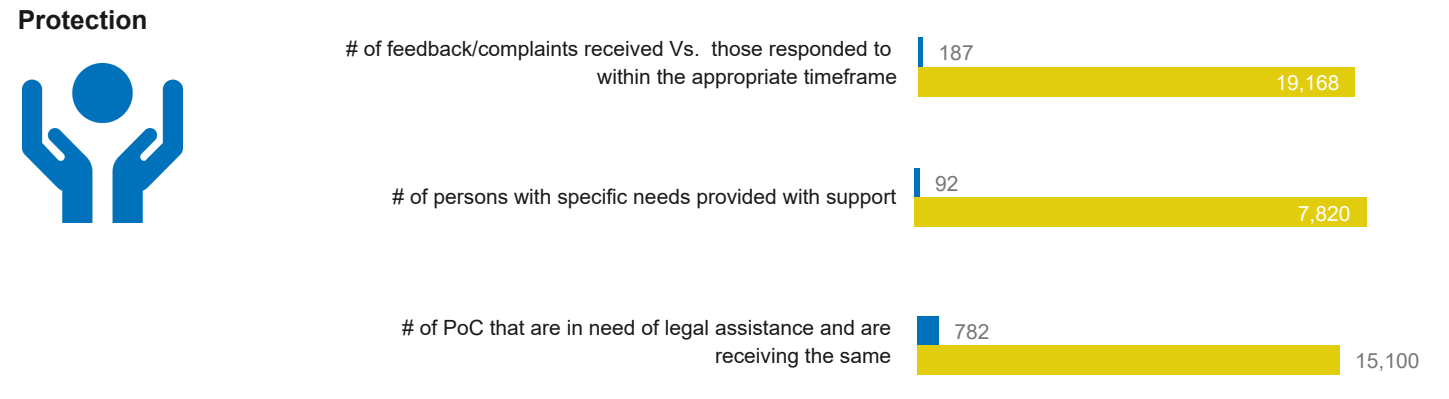 Protection
# of feedback/complaints received Vs.  those responded to
within the appropriate timeframe
187
19,168
# of persons with specific needs provided with support
92
7,820
# of PoC that are in need of legal assistance and are
receiving the same
782
15,100